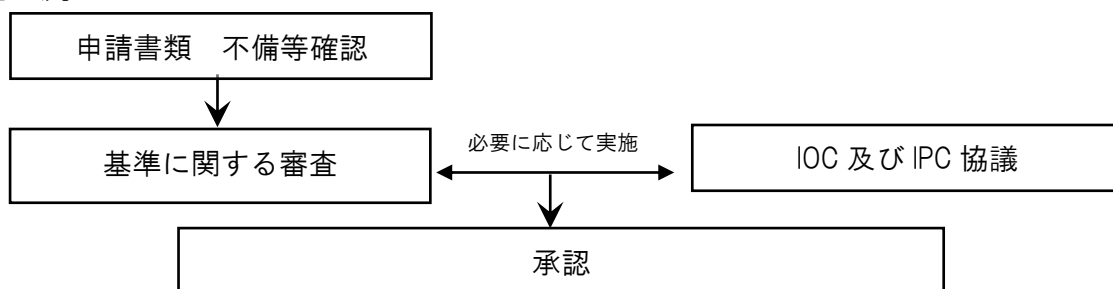 申請書類　不備等確認
基準に関する審査
必要に応じて実施
IOC 及び IPC 協議
承認